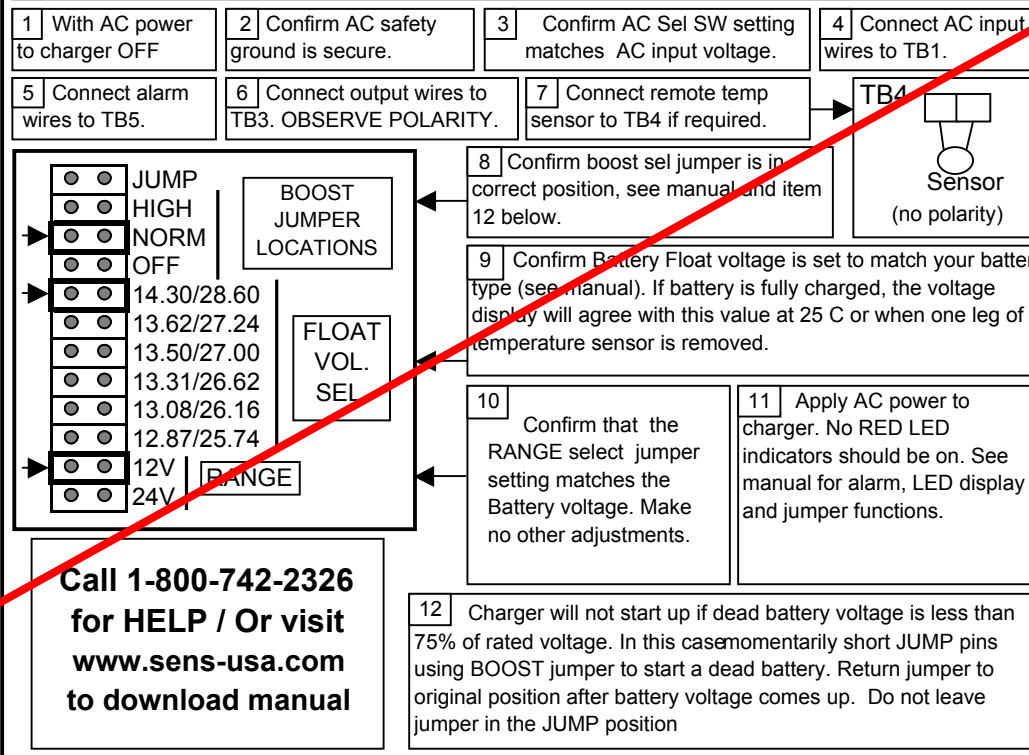 1 With AC power
to charger OFF
2 Confirm AC safety
ground is secure.
3 Confirm AC Sel SW setting
matches AC input voltage.
4 Connect AC input
wires to TB1.
5 Connect alarm
wires to TB5.
6 Connect output wires to
TB3. OBSERVE POLARITY.
7 Connect remote temp
sensor to TB4 if required.
TB4
Sensor
(no polarity)
JUMP
HIGH
NORM
OFF
14.30/28.60
13.62/27.24
13.50/27.00
13.31/26.62
13.08/26.16
12.87/25.74
12V
24V
BOOST
JUMPER
LOCATIONS
FLOAT
VOL.
SEL
RANGE
8 Confirm boost sel jumper is in
correct position, see manual and item
12 below.
9 Confirm Battery Float voltage is set to match your batter
type (see manual). If battery is fully charged, the voltage
display will agree with this value at 25 C or when one leg of
temperature sensor is removed.
10
Confirm that the
RANGE select jumper
setting matches the
Battery voltage. Make
no other adjustments.
11 Apply AC power to
charger. No RED LED
indicators should be on. See
manual for alarm, LED display
and jumper functions.
Call 1-800-742-2326
for HELP / Or visit
www.sens-usa.com
to download manual
12 Charger will not start up if dead battery voltage is less than
75% of rated voltage. In this casemomentarily short JUMP pins
using BOOST jumper to start a dead battery. Return jumper to
original position after battery voltage comes up. Do not leave
jumper in the JUMP position